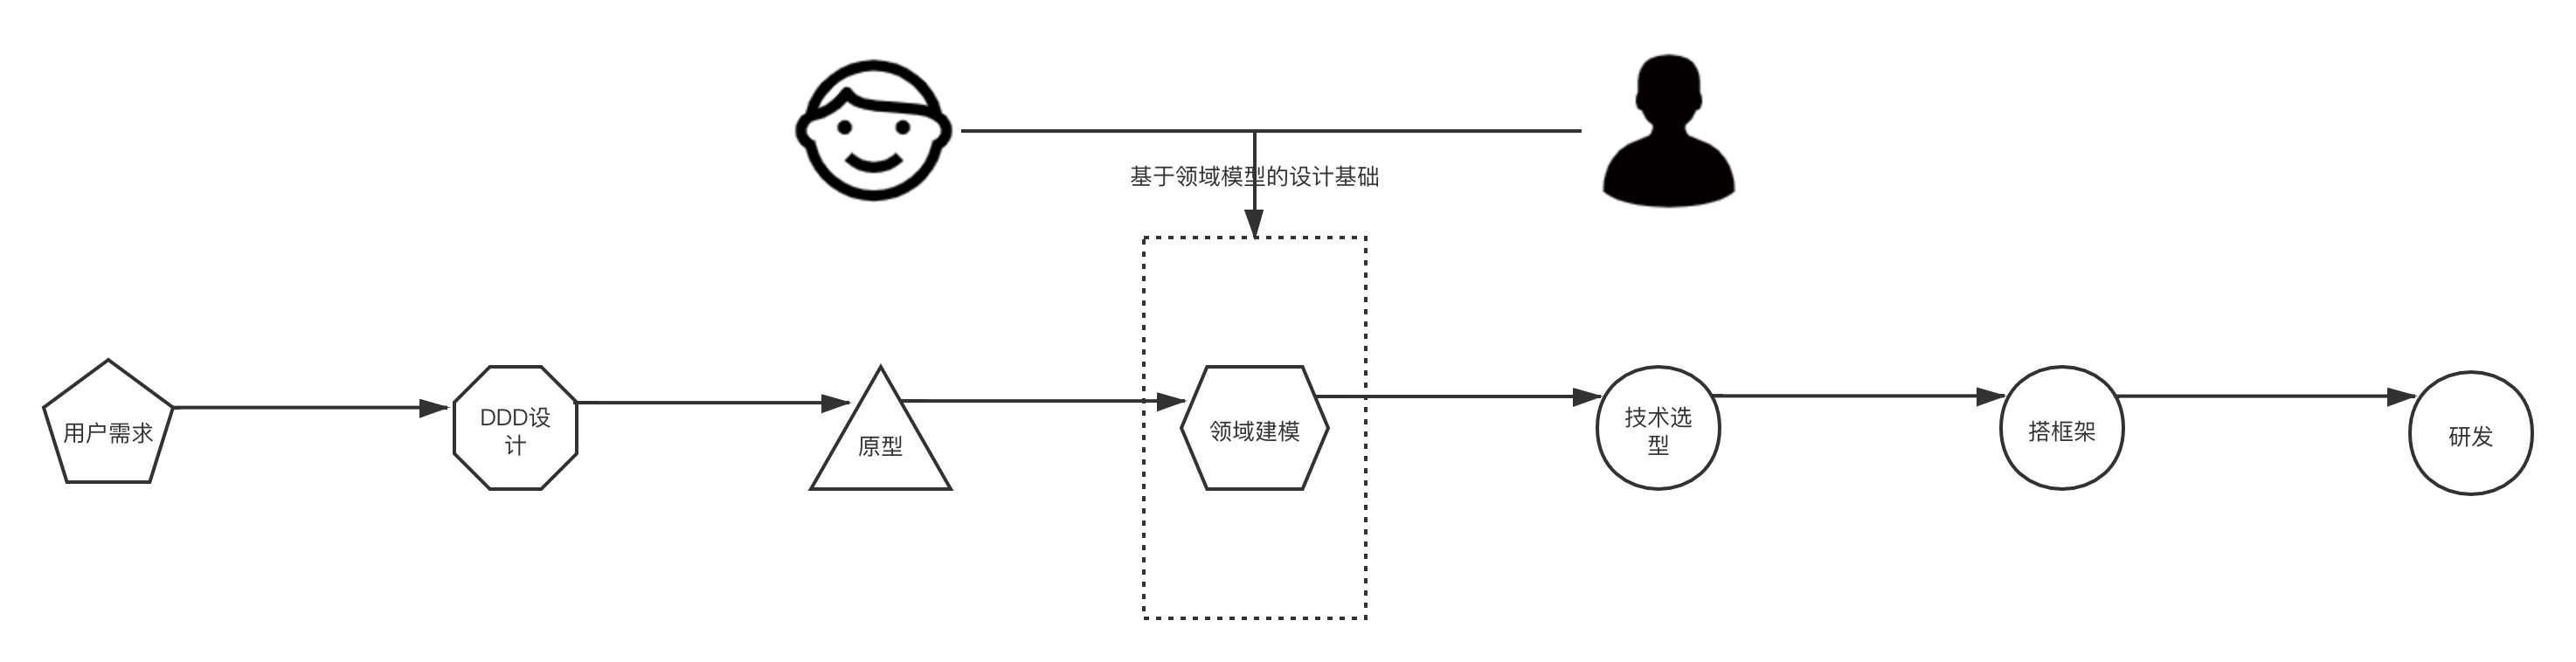 基于领域模型的设计基础
用户需求
DDD设
计
原型
领域建模
技术选
型
搭框架
研发